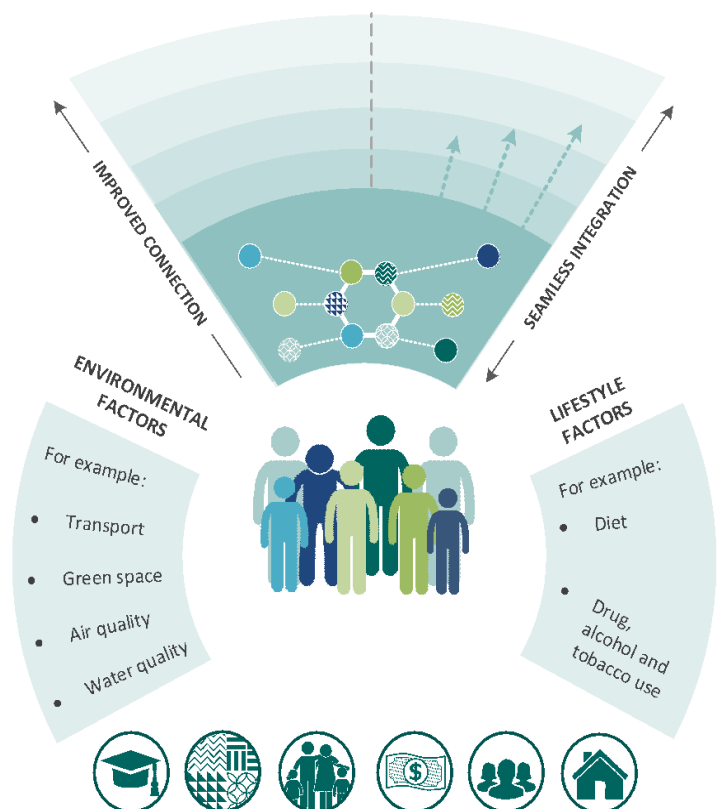 IMPROVED CONNECTION
SEAMLESS INTEGRATION
ENVIRONMENTAL
FACTORS
For example:
• Transport
• Green space
• Air quality
• Water quality
LIFESTYLE
FACTORS
For example:
• Diet
• Drug,
alcohol and
tobacco use
$